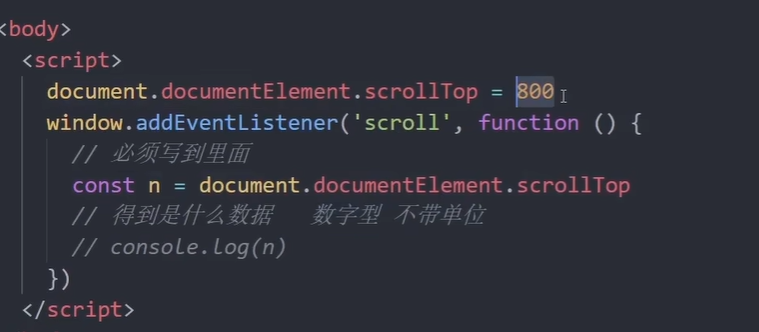 <body>
<script>
document.documentElement.scrollTop = 800
window.addEventListener('scroll', function () {
// 必须写到里面
const n = document.documentElement.scrollTop
// 得到是什么数据 数字型 不带单位
// console.log(n)
})
</script>